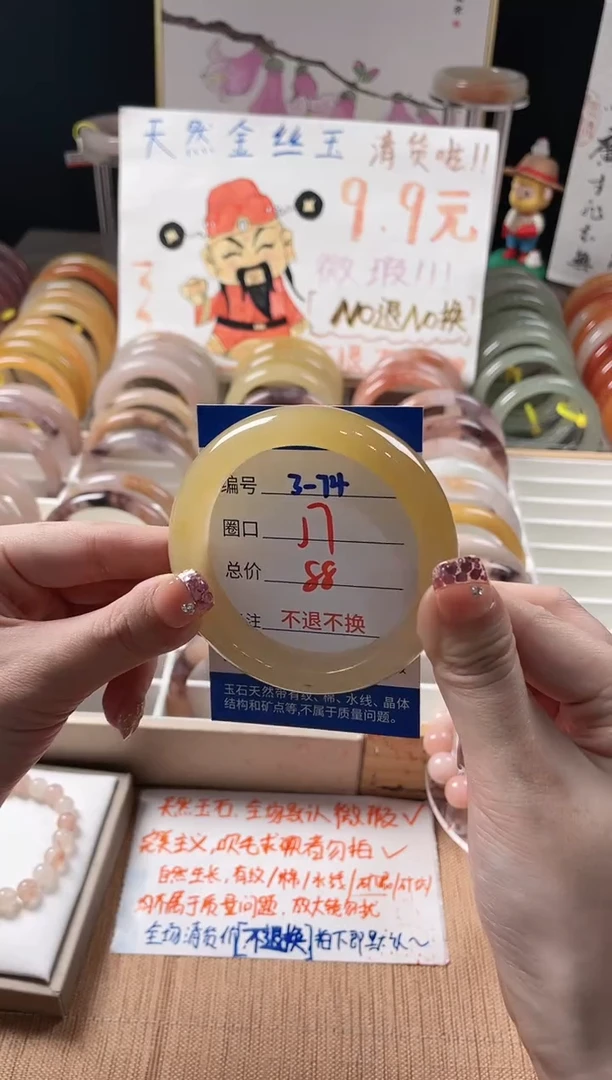 天然金丝玉 清货啦!!
9.9元
微瑕!!!
NO退NO换
编号 3-74
圈口
总价 88
注 不退不换
玉石天然带有纹、棉、水线、晶体
结构和矿点等,不属于质量问题。
天然玉石,全场默认微瑕✓
完美主义,吹毛求疵者勿拍✓
自然生长,有纹/棉/水线/
均不属于质量问题,放大镜勿扰
全场清货价[不退换]拍下即默认~